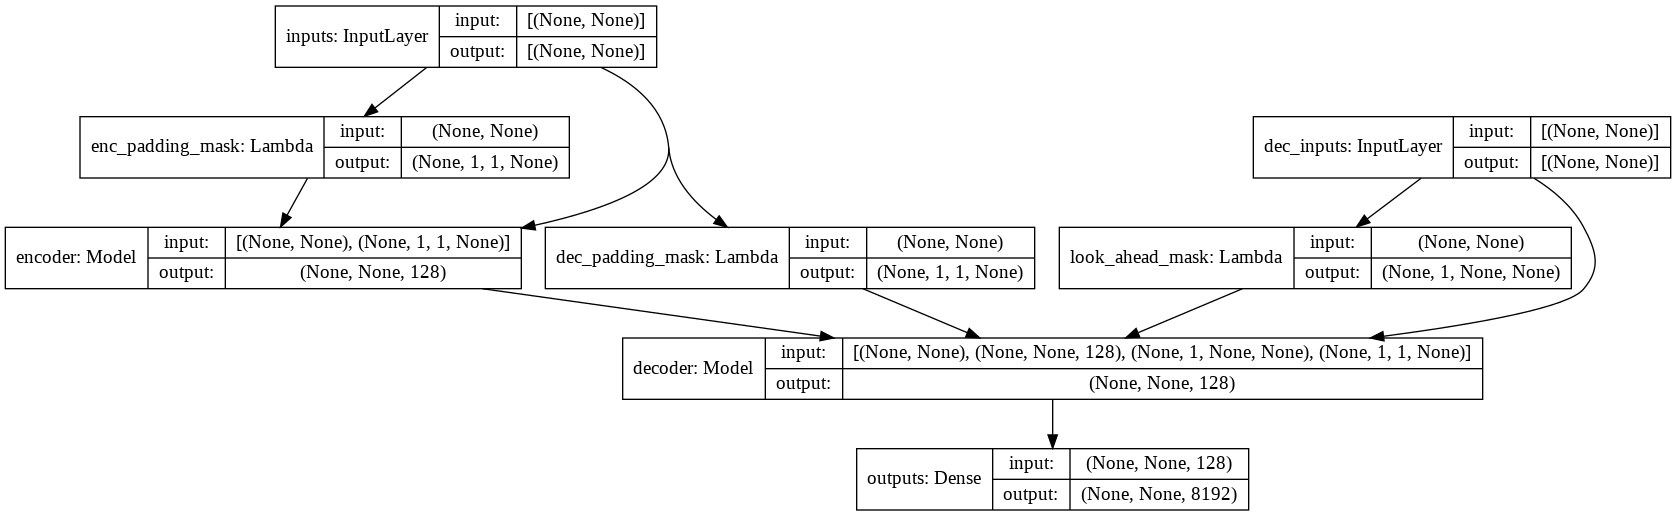 inputs: InputLayer
input:
[(None, None)]
output:
[(None, None)]
enc_padding_mask: Lambda
input:
(None, None)
output:
(None, 1, 1, None)
dec_inputs: InputLayer
input:
[(None, None)]
output:
[(None, None)]
encoder: Model
input:
[(None, None), (None, 1, 1, None)]
output:
(None, None, 128)
dec_padding_mask: Lambda
input:
(None, None)
output:
(None, 1, 1, None)
look_ahead_mask: Lambda
input:
(None, None)
output:
(None, 1, None, None)
decoder: Model
input:
[(None, None), (None, None, 128), (None, 1, None, None), (None, 1, 1, None)]
output:
(None, None, 128)
outputs: Dense
input:
(None, None, 128)
output:
(None, None, 8192)